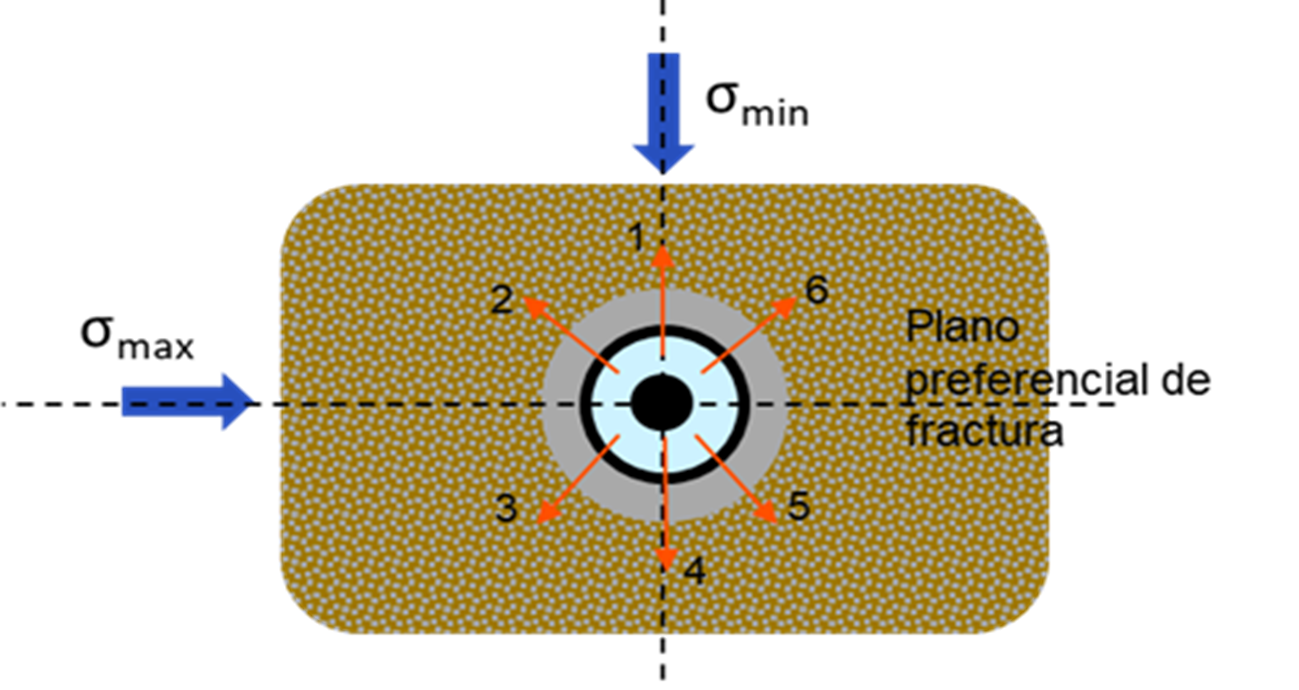 σmin
1
2
6
σmax
Plano
preferencial de
fractura
3
5
4